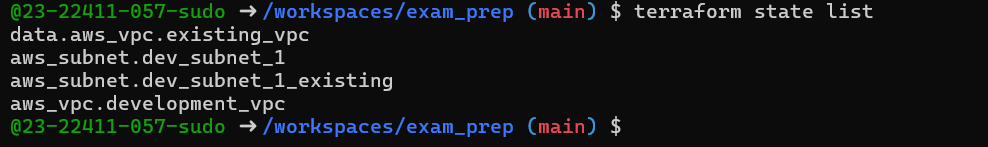 @23-22411-057-sudo ➜ /workspaces/exam_prep (main) $ terraform state list
data.aws_vpc.existing_vpc
aws_subnet.dev_subnet_1
aws_subnet.dev_subnet_1_existing
aws_vpc.development_vpc
@23-22411-057-sudo ➜ /workspaces/exam_prep (main) $